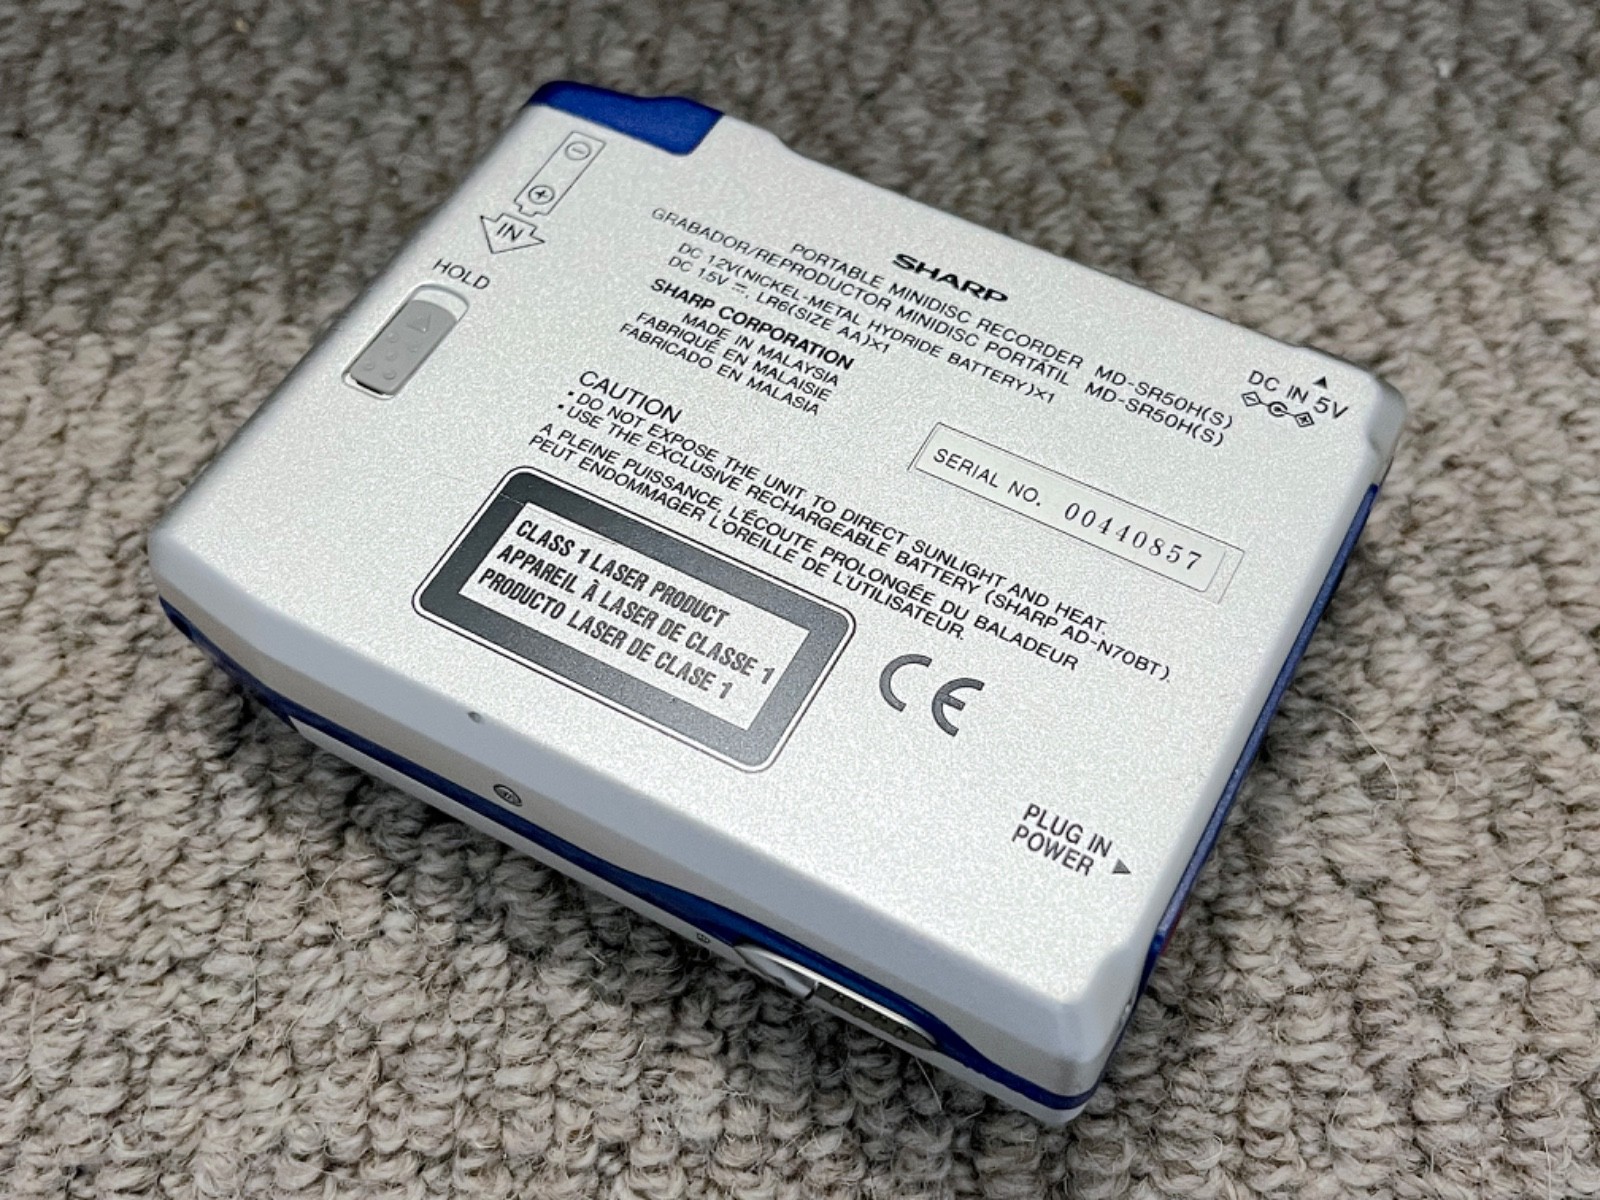 IN
HOLD
SHARP
PORTABLE MINIDISC RECORDER MD-SR50H(S)
GRABADOR/REPRODUCTOR MINIDISC PORTÁTIL MD-SR50H(S)
DC 1.2V(NICKEL-METAL HYDRIDE BATTERY)×1
DC 1.5V ⎓, LR6(SIZE AA)×1
SHARP CORPORATION
MADE IN MALAYSIA
FABRIQUÉ EN MALAISIE
FABRICADO EN MALASIA
DC IN 5V
SERIAL NO. 00440857
CAUTION
•DO NOT EXPOSE THE UNIT TO DIRECT SUNLIGHT AND HEAT.
•USE THE EXCLUSIVE RECHARGEABLE BATTERY (SHARP AD-N70BT).
A PLEINE PUISSANCE, L'ÉCOUTE PROLONGÉE DU BALADEUR
PEUT ENDOMMAGER L'OREILLE DE L'UTILISATEUR.
CLASS 1 LASER PRODUCT
APPAREIL À LASER DE CLASSE 1
PRODUCTO LASER DE CLASE 1
CE
PLUG IN
POWER